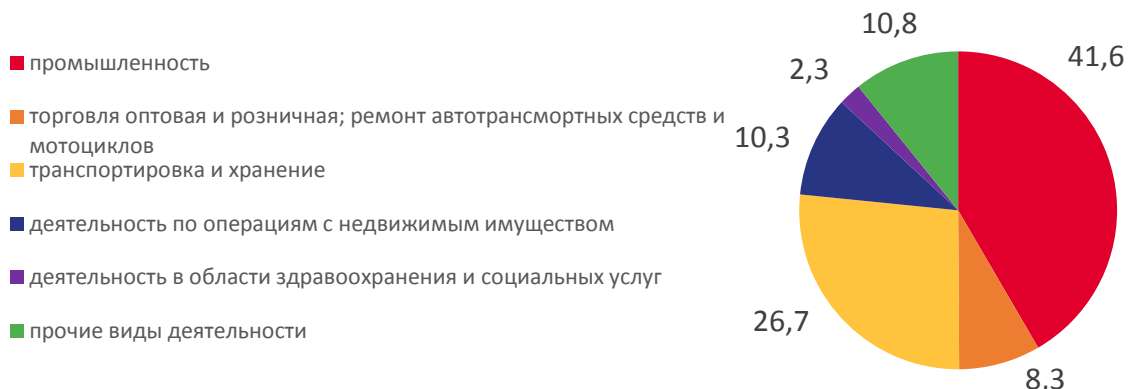 промышленность
торговля оптовая и розничная; ремонт автотрансмортных средств и
мотоциклов
транспортировка и хранение
деятельность по операциям с недвижимым имуществом
деятельность в области здравоохранения и социальных услуг
прочие виды деятельности
10,8
41,6
2,3
10,3
26,7
8,3